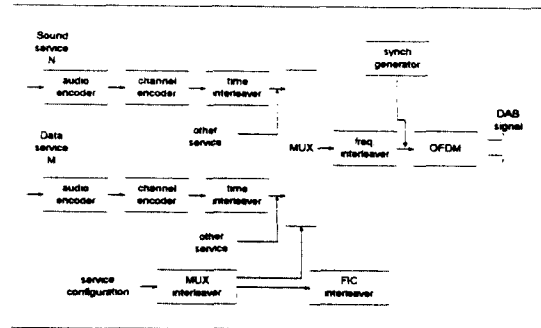 Sound
service
N
synch
generator
audio
encoder
channel
encoder
time
interleaver
other
service
DAB
signal
Data
service
M
MUX
freq
interleaver
OFDM
audio
encoder
channel
encoder
time
interleaver
other
service
service
configuration
MUX
interleaver
FIC
interleaver